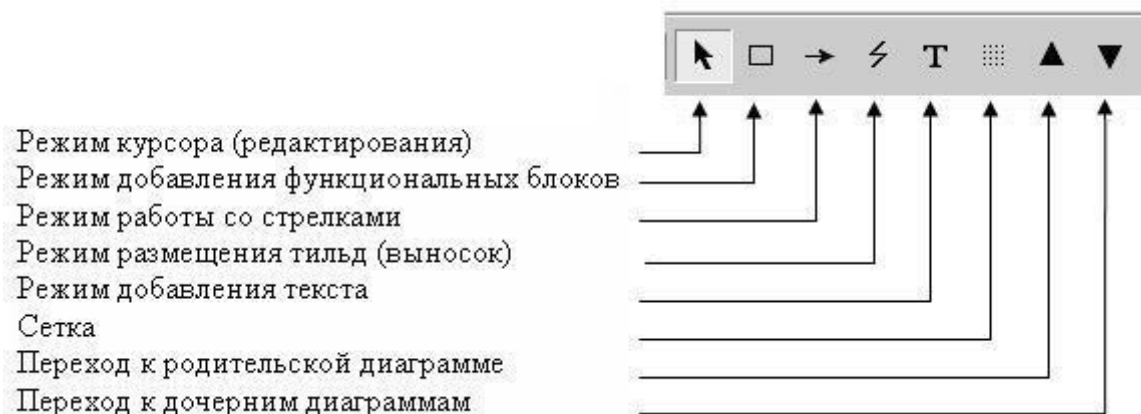 T
Режим курсора (редактирования)
Режим добавления функциональных блоков
Режим работы со стрелками
Режим размещения тильд (выносок)
Режим добавления текста
Сетка
Переход к родительской диаграмме
Переход к дочерним диаграммам